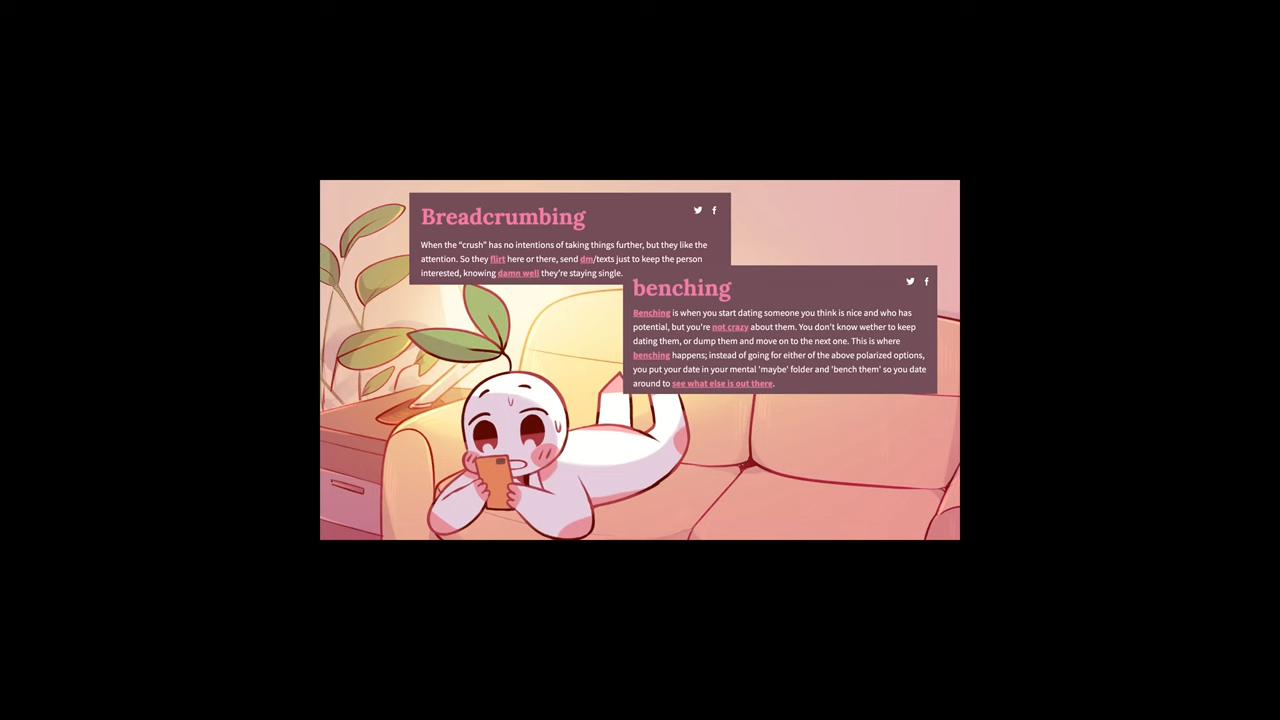 Breadcrumbing
When the “crush” has no intentions of taking things further, but they like the
attention. So they flirt here or there, send dm/texts just to keep the person
interested, knowing damn well they’re staying single.
benching
Benching is when you start dating someone you think is nice and who has
potential, but you're not crazy about them. You don't know wether to keep
dating them, or dump them and move on to the next one. This is where
benching happens; instead of going for either of the above polarized options,
you put your date in your mental 'maybe' folder and 'bench them' so you date
around to see what else is out there.